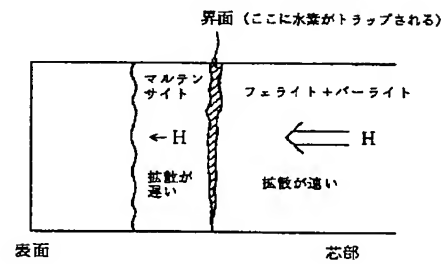 界面(ここに水素がトラップされる)
マルテン
サイト
フェライト+パーライト
← H
H
拡散が
遅い
拡散が速い
表面
芯部